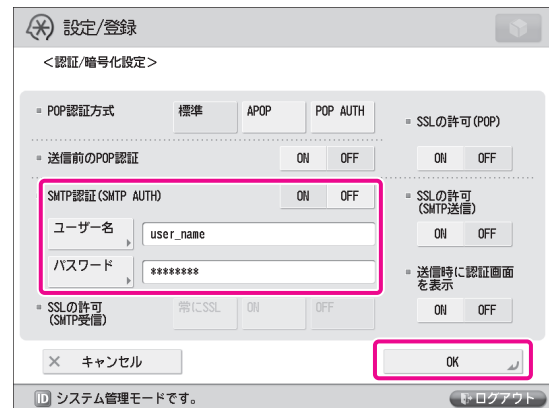 設定/登録
<認証/暗号化設定>
POP認証方式
標準
APOP
POP AUTH
SSLの許可(POP)
送信前のPOP認証
ON
OFF
ON
OFF
SMTP認証(SMTP AUTH)
ON
OFF
SSLの許可
(SMTP送信)
ユーザー名
user_name
ON
OFF
パスワード
********
送信時に認証画面
を表示
SSLの許可
(SMTP受信)
常にSSL
ON
OFF
ON
OFF
キャンセル
OK
ID システム管理モードです。
ログアウト